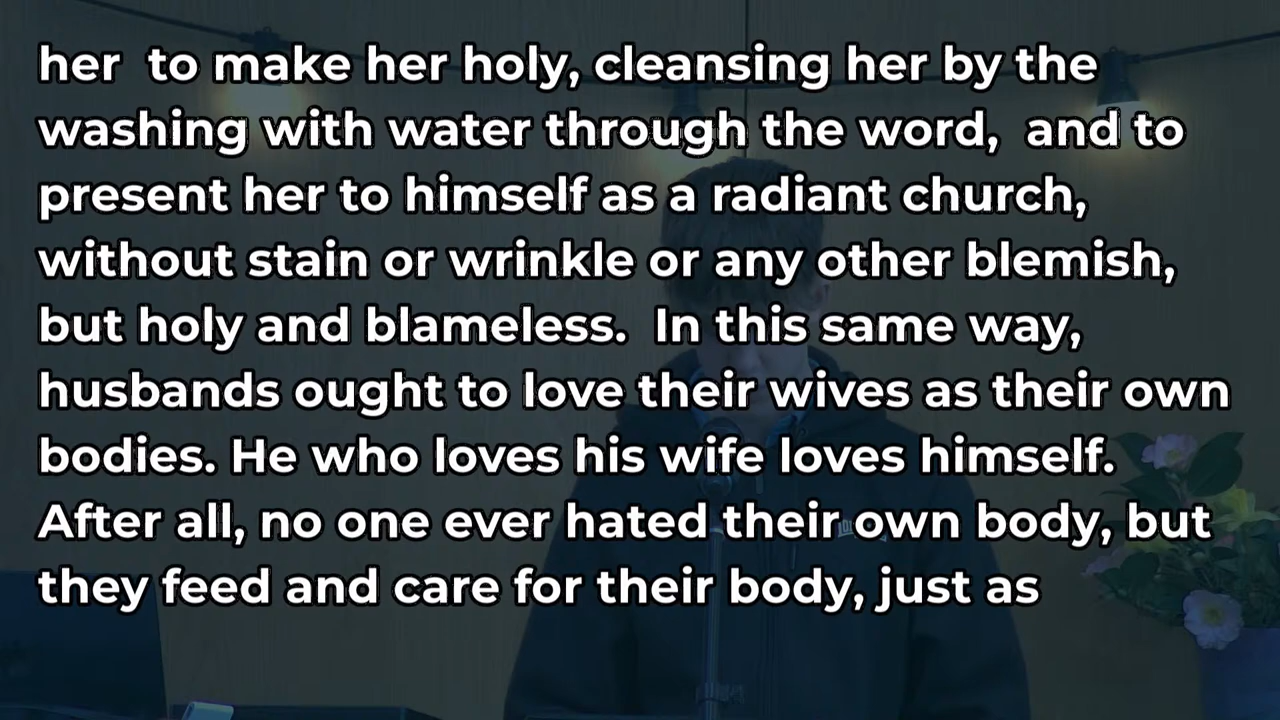 her  to make her holy, cleansing her by the
washing with water through the word,  and to
present her to himself as a radiant church,
without stain or wrinkle or any other blemish,
but holy and blameless.  In this same way,
husbands ought to love their wives as their own
bodies. He who loves his wife loves himself.
After all, no one ever hated their own body, but
they feed and care for their body, just as